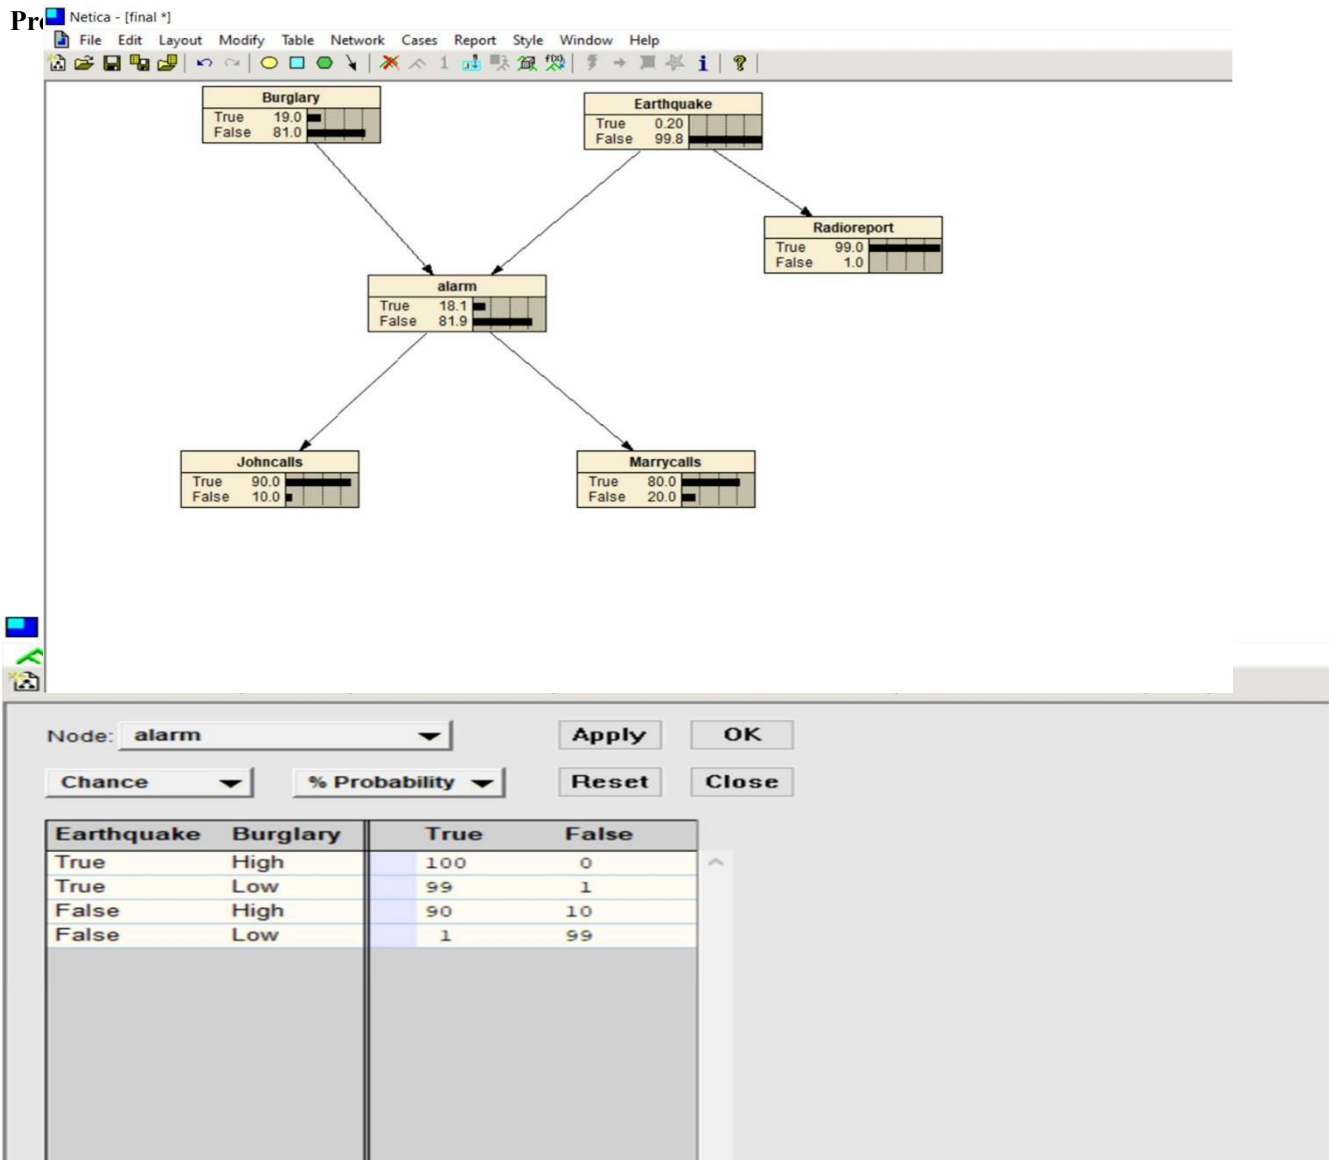 Pr
Netica - [final *]
File Edit Layout Modify Table Network Cases Report Style Window Help
Burglary
True 19.0
False 81.0
Earthquake
True 0.20
False 99.8
Radioreport
True 99.0
False 1.0
alarm
True 18.1
False 81.9
Johncalls
True 90.0
False 10.0
Marrycalls
True 80.0
False 20.0
Node: alarm Apply OK
Chance % Probability Reset Close
Earthquake Burglary True False
True High 100 0
True Low 99 1
False High 90 10
False Low 1 99